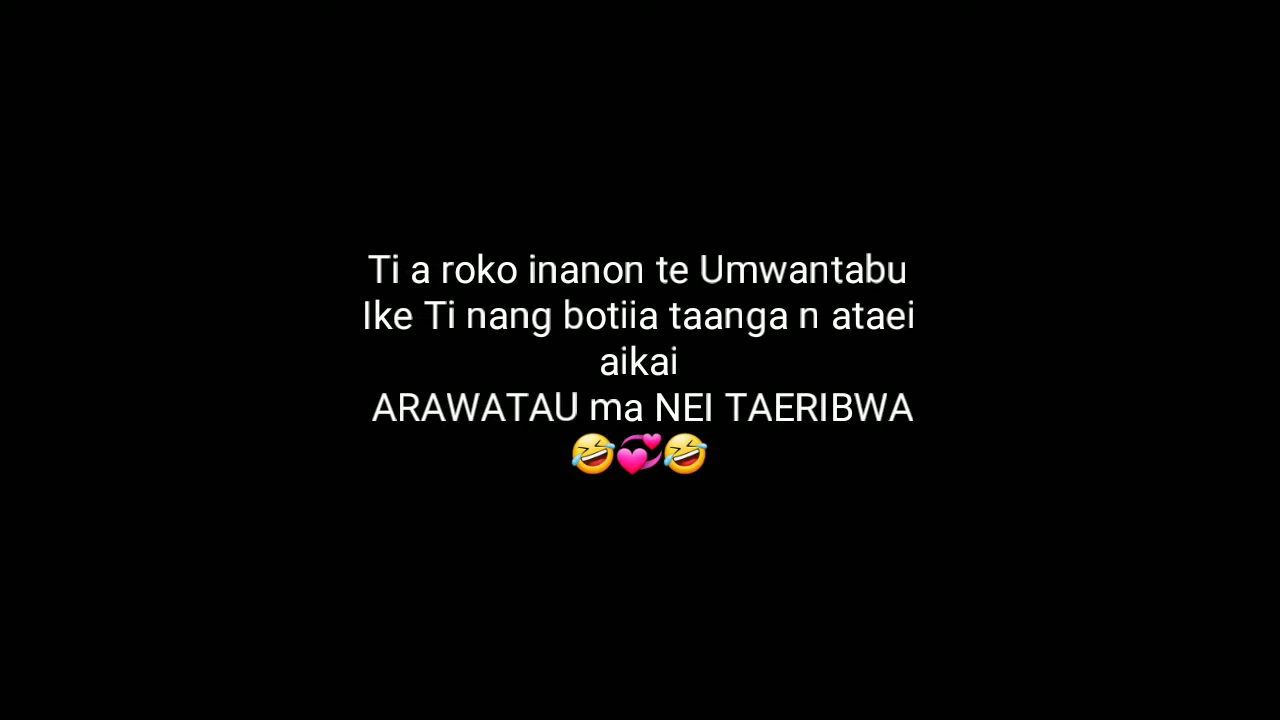 Ti a roko inanon te Umwantabu
Ike Ti nang botiia taanga n ataei
aikai
ARAWATAU ma NEI TAERIBWA
🤣💞🤣